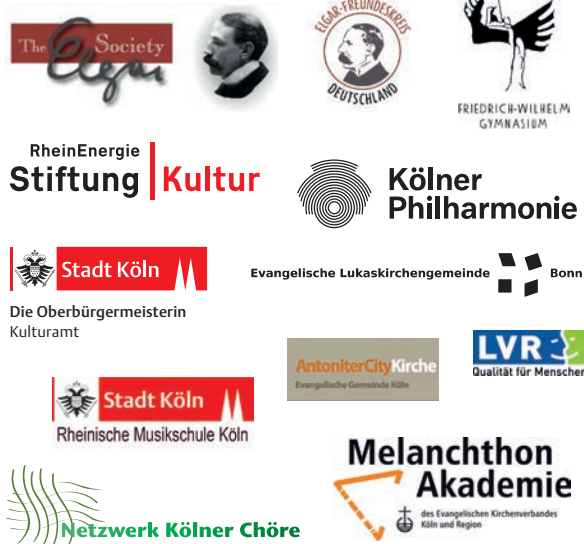 The Elgar Society
ELGAR-FREUNDESKREIS
DEUTSCHLAND
FRIEDRICH-WILHELM
GYMNASIUM
RheinEnergie
Stiftung Kultur
Kölner
Philharmonie
Stadt Köln
Die Oberbürgermeisterin
Kulturamt
Evangelische Lukaskirchengemeinde Bonn
AntoniterCityKirche
Evangelische Gemeinde Köln
LVR
Qualität für Menschen
Stadt Köln
Rheinische Musikschule Köln
Melanchthon
Akademie
des Evangelischen Kirchenverbandes
Köln und Region
Netzwerk Kölner Chöre